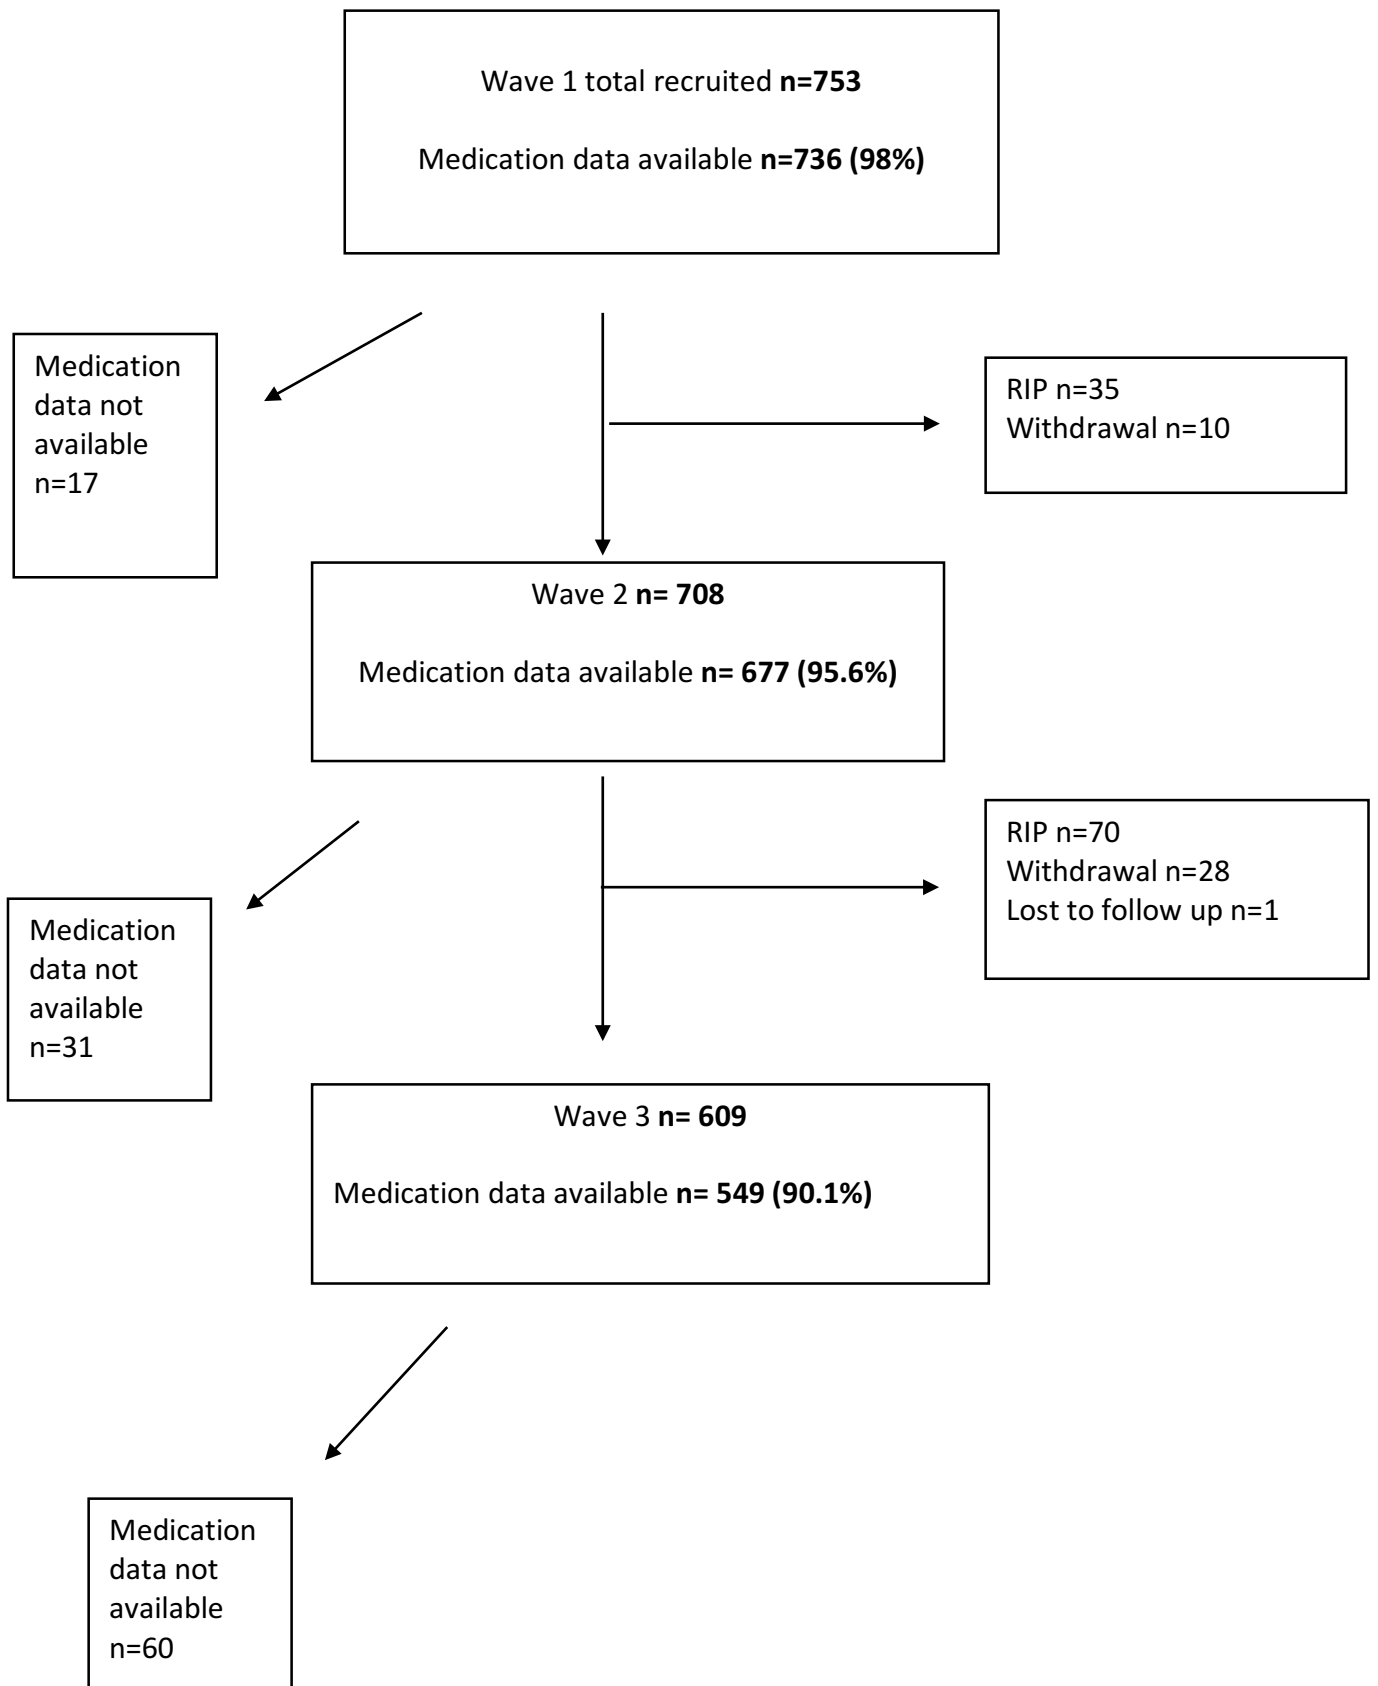 Wave 1 total recruited n=753
Medication data available n=736 (98%)
Medication
data not
available
n=17
RIP n=35
Withdrawal n=10
Wave 2 n= 708
Medication data available n= 677 (95.6%)
RIP n=70
Withdrawal n=28
Lost to follow up n=1
Medication
data not
available
n=31
Wave 3 n= 609
Medication data available n= 549 (90.1%)
Medication
data not
available
n=60